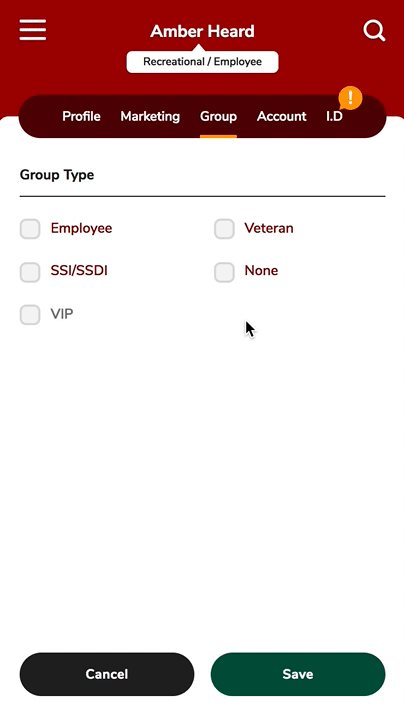 Amber Heard
Recreational / Employee
Profile Marketing Group Account I.D
!
Group Type
Employee Veteran
SSI/SSDI None
VIP
Cancel Save